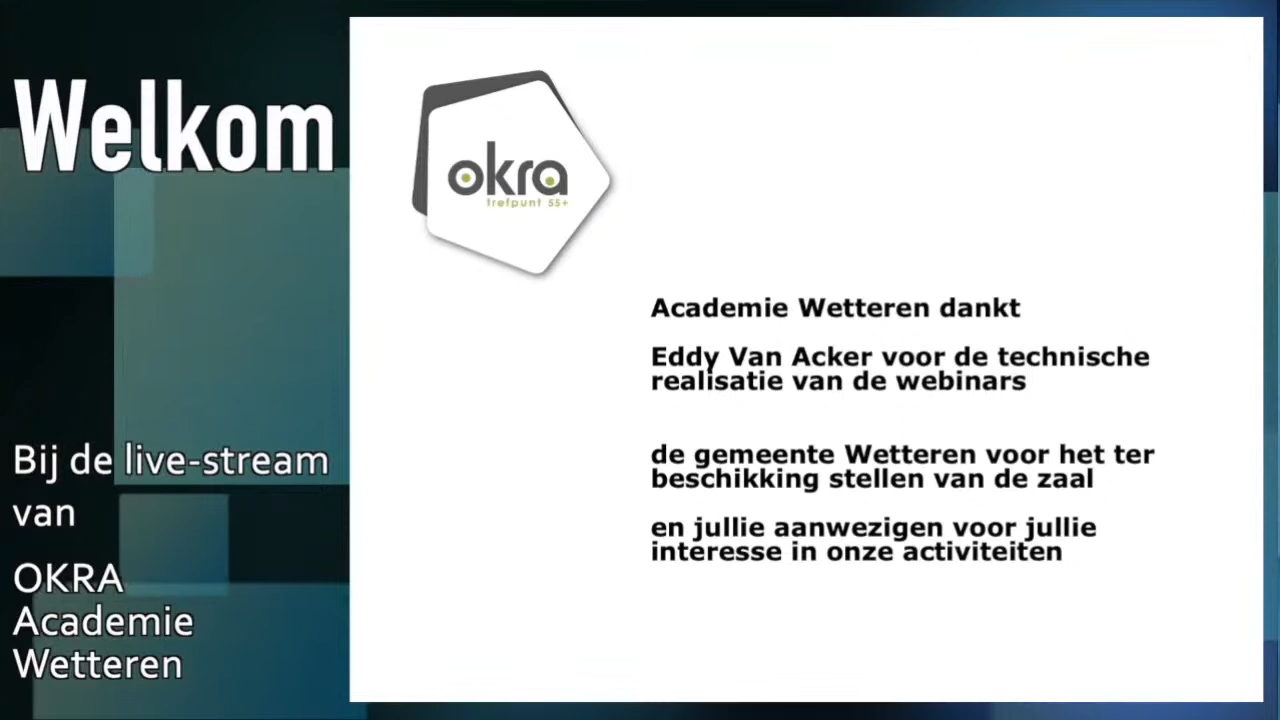 Welkom
Bij de live-stream
van
OKRA
Academie
Wetteren
okra
trefpunt 55+
Academie Wetteren dankt
Eddy Van Acker voor de technische
realisatie van de webinars
de gemeente Wetteren voor het ter
beschikking stellen van de zaal
en jullie aanwezigen voor jullie
interesse in onze activiteiten